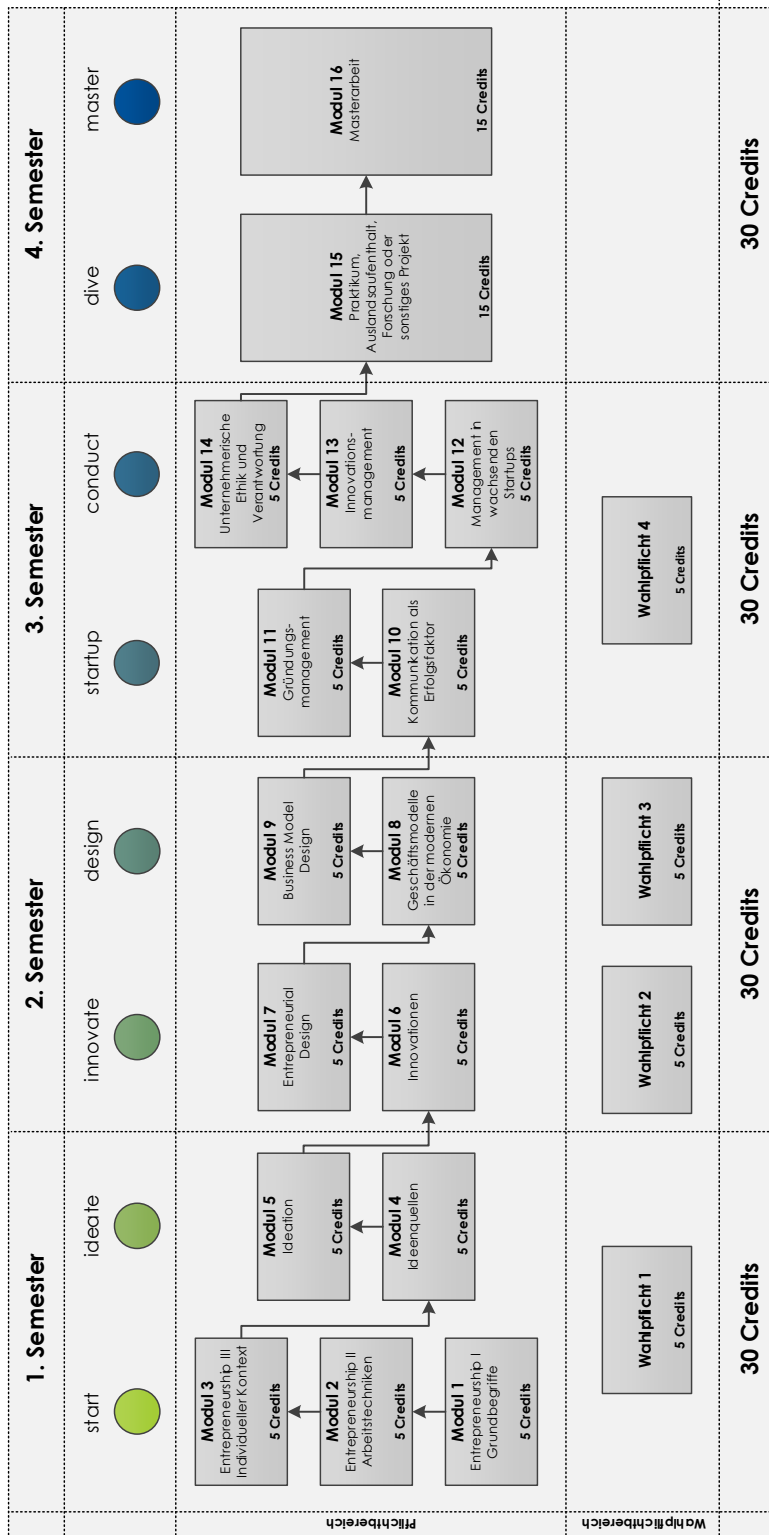 1. Semester
2. Semester
3. Semester
4. Semester
start
ideate
innovate
design
startup
conduct
dive
master
Pflichtbereich
Modul 3
Entrepreneurship III
Individueller Kontext
5 Credits
Modul 2
Entrepreneurship II
Arbeitstechniken
5 Credits
Modul 1
Entrepreneurship I
Grundbegriffe
5 Credits
Modul 5
Ideation
5 Credits
Modul 4
Ideenquellen
5 Credits
Modul 7
Entrepreneurial
Design
5 Credits
Modul 6
Innovationen
5 Credits
Modul 9
Business Model
Design
5 Credits
Modul 8
Geschäftsmodelle
in der modernen
Ökonomie
5 Credits
Modul 11
Gründungs-
management
5 Credits
Modul 10
Kommunikation als
Erfolgsfaktor
5 Credits
Modul 14
Unternehmerische
Ethik und
Verantwortung
5 Credits
Modul 13
Innovations-
management
5 Credits
Modul 12
Management in
wachsenden
Startups
5 Credits
Modul 15
Praktikum,
Auslandsaufenthalt,
Forschung oder
sonstiges Projekt
15 Credits
Modul 16
Masterarbeit
15 Credits
Wahlpflichtbereich
Wahlpflicht 1
5 Credits
Wahlpflicht 2
5 Credits
Wahlpflicht 3
5 Credits
Wahlpflicht 4
5 Credits
30 Credits
30 Credits
30 Credits
30 Credits